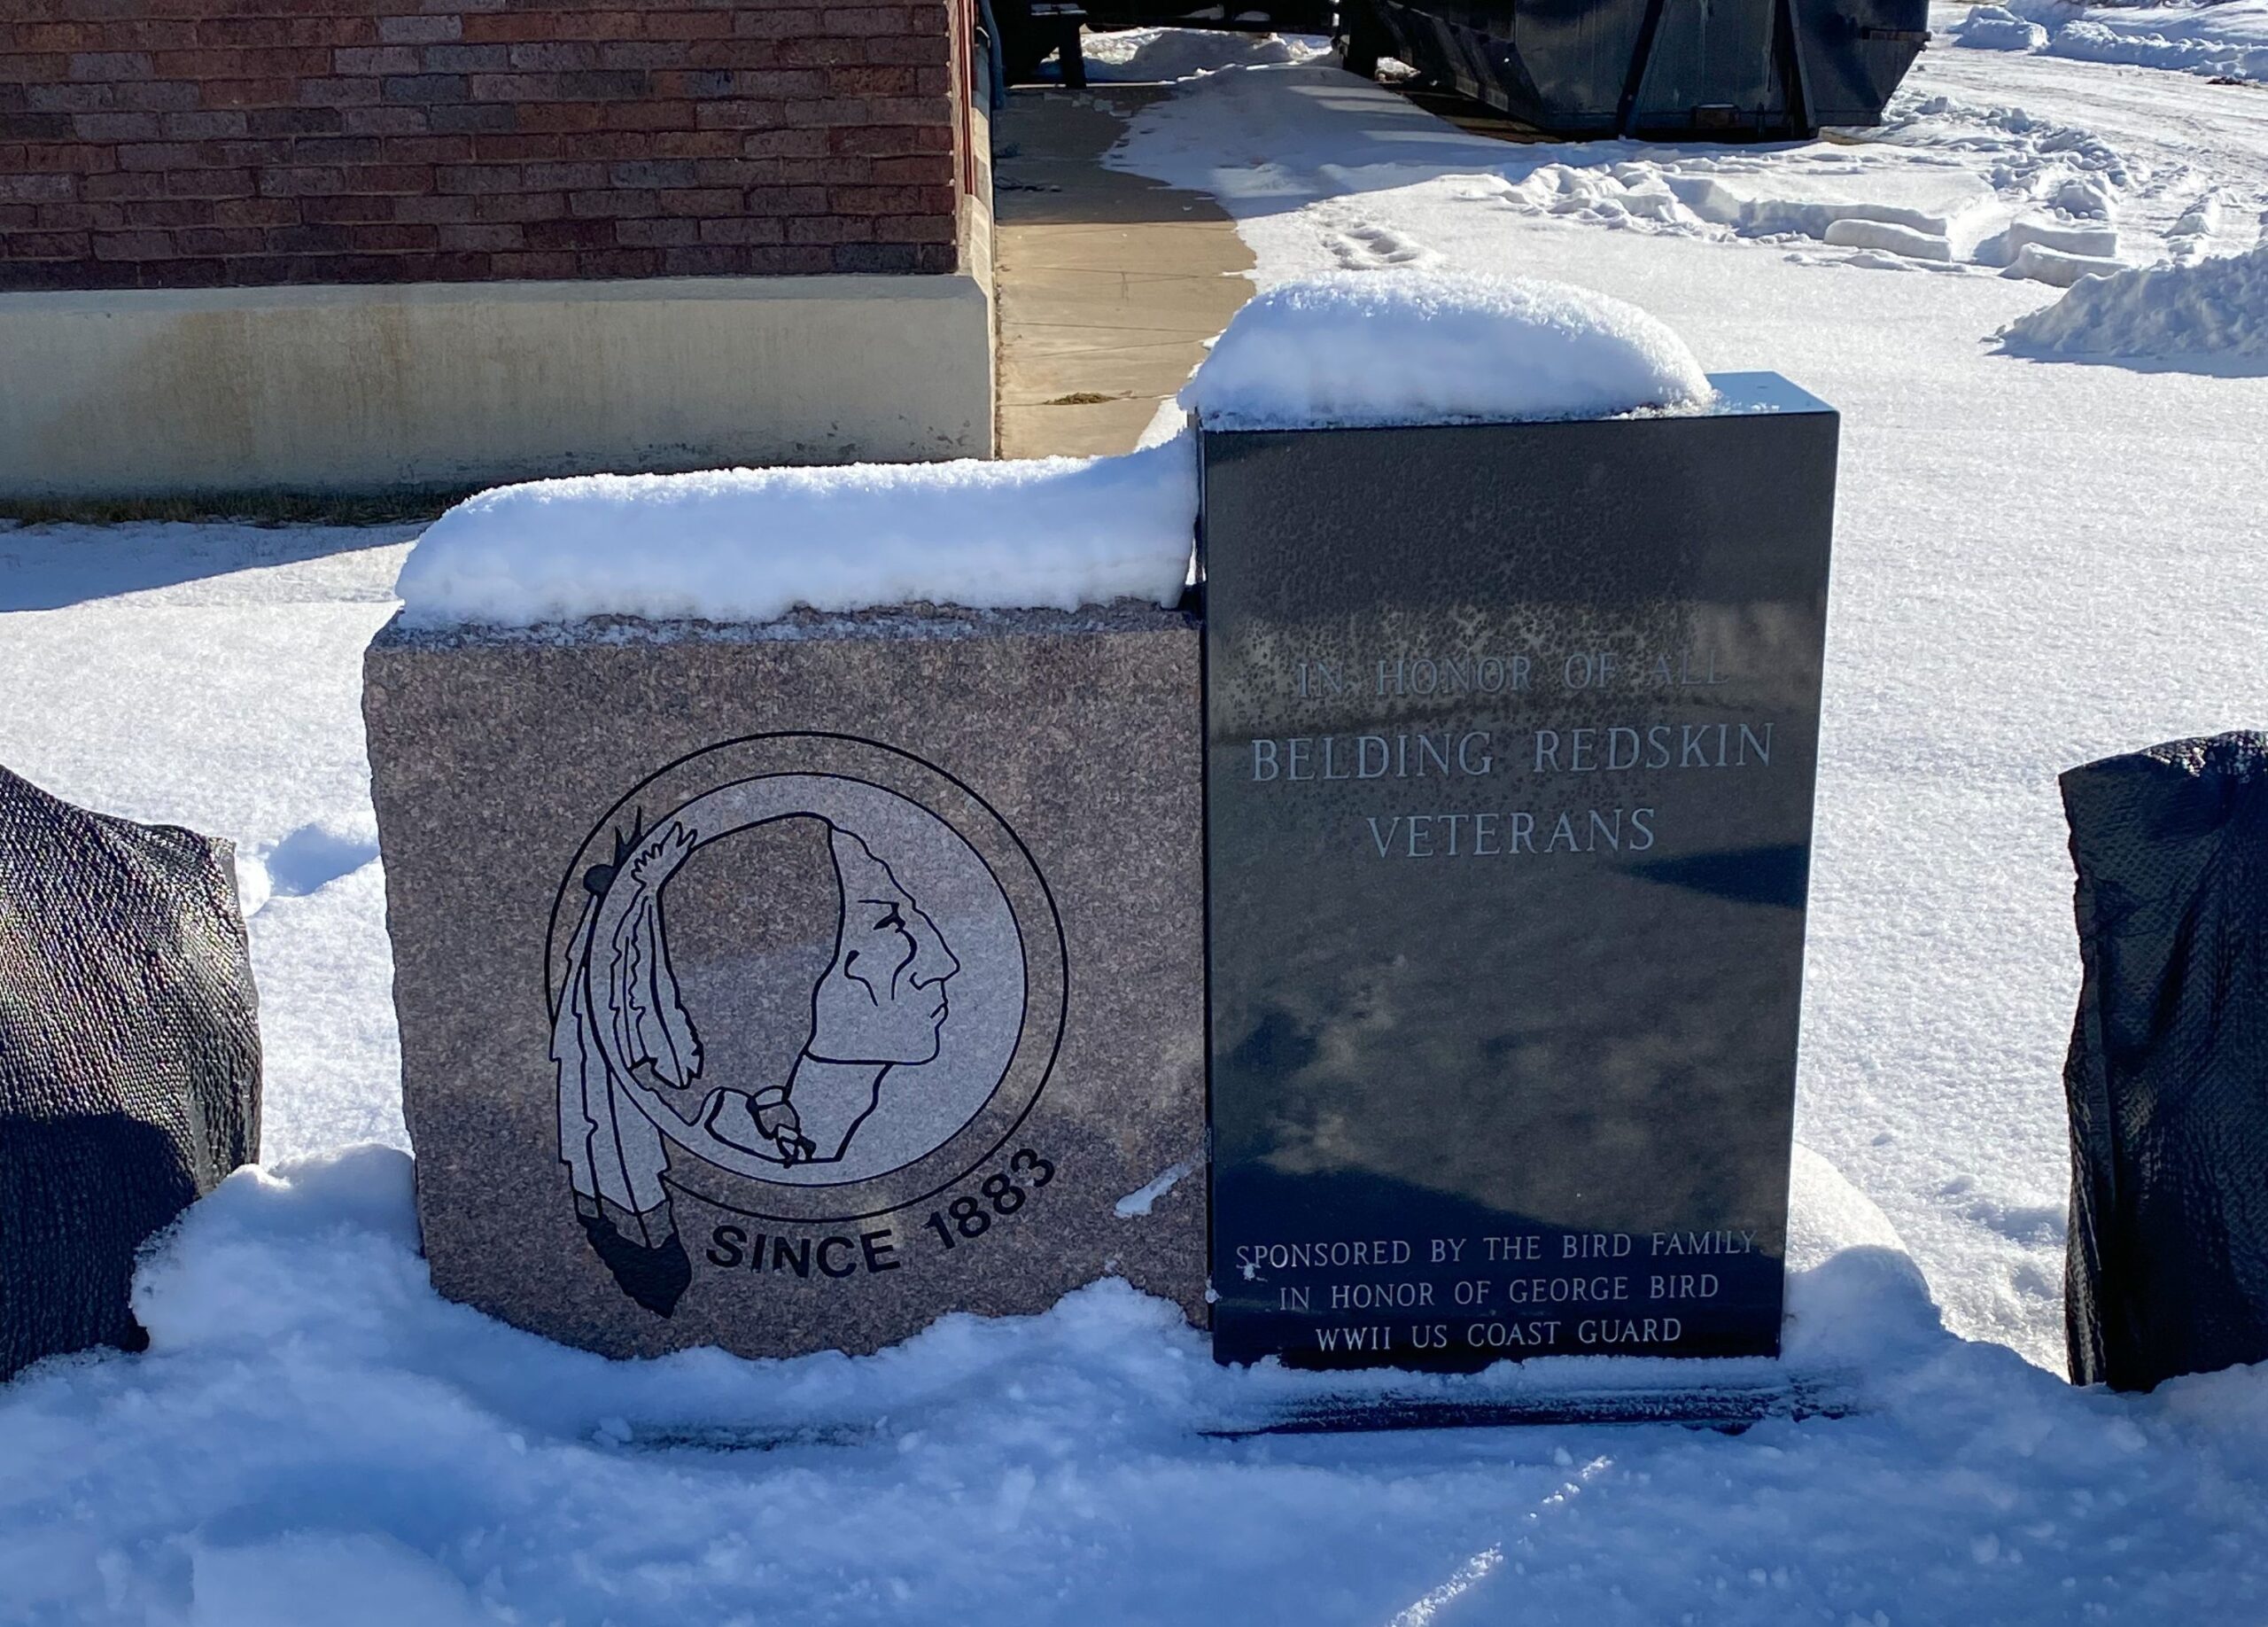 SINCE 1883
IN HONOR OF ALL
BELDING REDSKIN
VETERANS
SPONSORED BY THE BIRD FAMILY
IN HONOR OF GEORGE BIRD
WWII US COAST GUARD